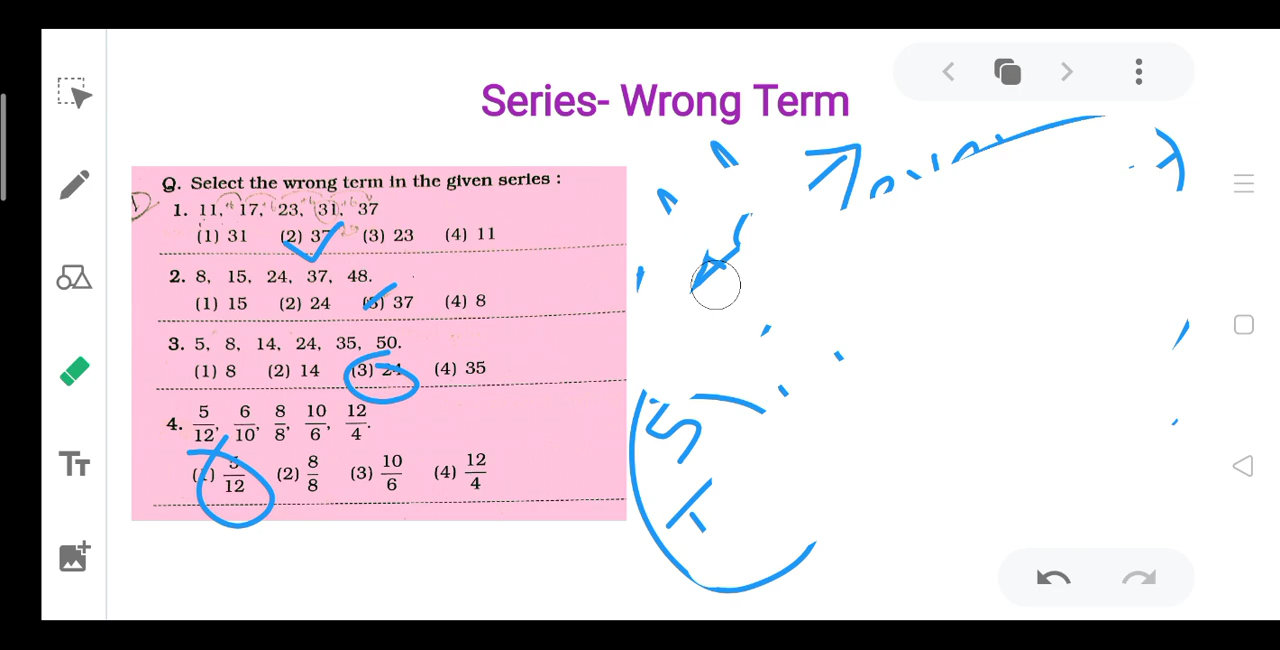 Series- Wrong Term
Q. Select the wrong term in the given series :
1. 11, 17, 23, 31, 37
(1) 31 (2) 37 (3) 23 (4) 11
2. 8, 15, 24, 37, 48.
(1) 15 (2) 24 (3) 37 (4) 8
3. 5, 8, 14, 24, 35, 50.
(1) 8 (2) 14 (3) 24 (4) 35
4. 5/12, 6/10, 8/8, 10/6, 12/4.
(1) 5/12 (2) 8/8 (3) 10/6 (4) 12/4
5
TT